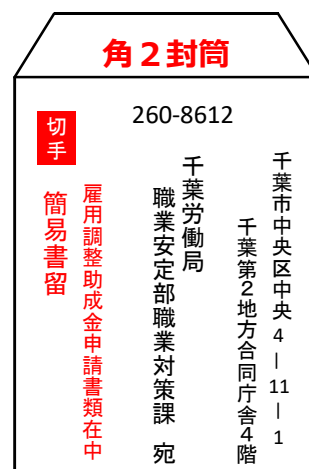 角２封筒
260-8612
千葉市中央区中央4―11―1
千葉第２地方合同庁舎４階
千葉労働局
職業安定部職業対策課 宛
切手
雇用調整助成金申請書類在中
簡易書留